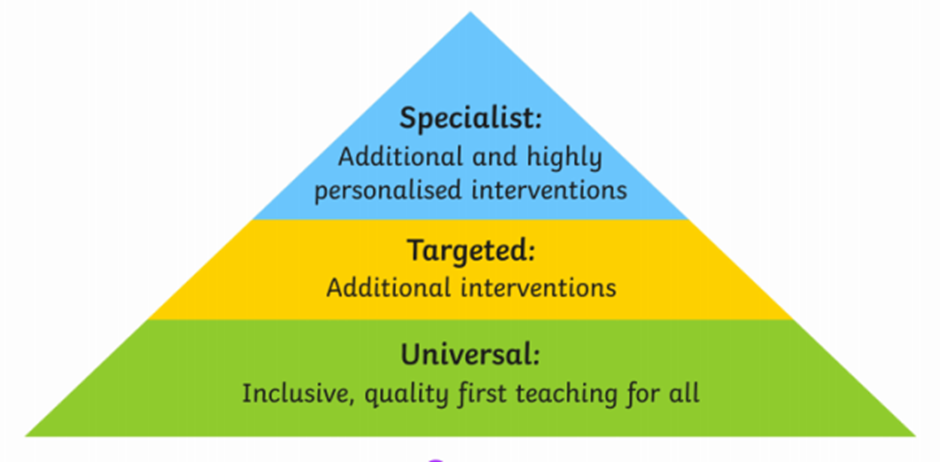 Specialist:
Additional and highly
personalised interventions
Targeted:
Additional interventions
Universal:
Inclusive, quality first teaching for all